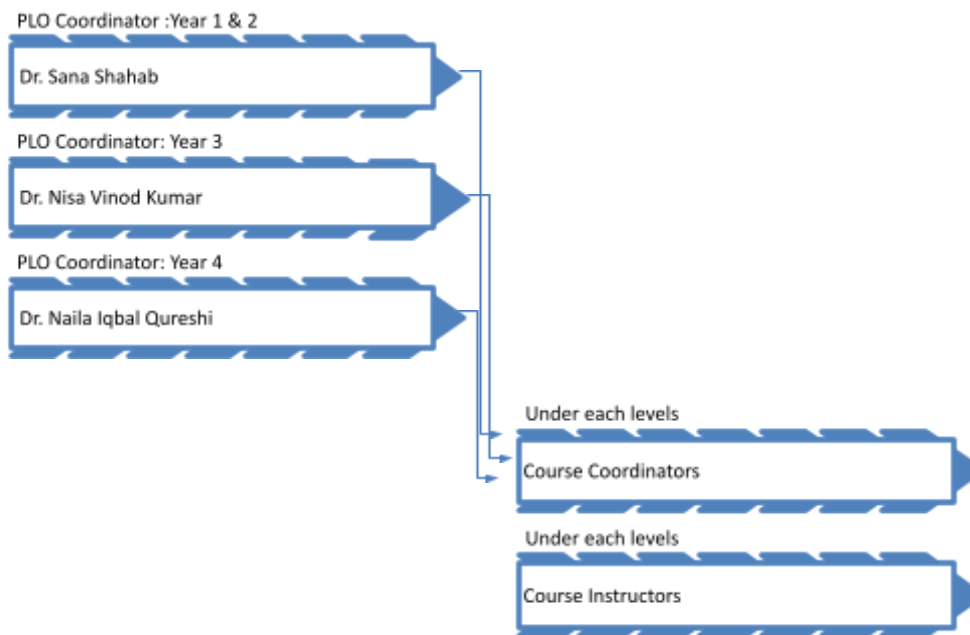 PLO Coordinator :Year 1 & 2
Dr. Sana Shahab
PLO Coordinator: Year 3
Dr. Nisa Vinod Kumar
PLO Coordinator: Year 4
Dr. Naila Iqbal Qureshi
Under each levels
Course Coordinators
Under each levels
Course Instructors